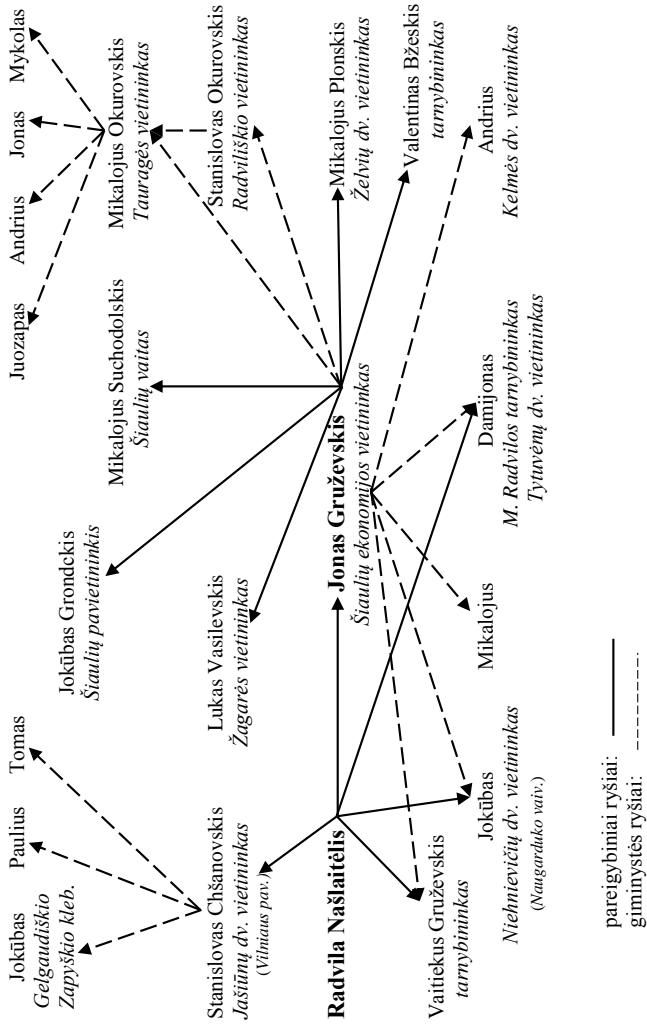 Jokūbas
Gelgaudiškio
Zapyškio kleb.
Paulius
Tomas
Juozapas
Andrius
Jonas
Mykolas
Jokūbas Grondckis
Šiaulių pavietininkis
Mikalojus Suchodolskis
Šiaulių vaitas
Mikalojus Okurovskis
Tauragės vietininkas
Stanislovas Chšanovskis
Jašiūnų dv. vietininkas
(Vilniaus pav.)
Lukas Vasilevskis
Žagarės vietininkas
Stanislovas Okurovskis
Radviliškio vietininkas
Radvila Našlaitėlis
Jonas Gruževskis
Šiaulių ekonomijos vietininkas
Mikalojus Plonskis
Želvių dv. vietininkas
Valentinas Bžeskis
tarnybininkas
Vaitiekus Gruževskis
tarnybininkas
Jokūbas
Niehnievičių dv. vietininkas
(Naugarduko vaiv.)
Mikalojus
Damijonas
M. Radvilos tarnybininkas
Tytuvėnų dv. vietininkas
Andrius
Kelmės dv. vietininkas
pareigybiniai ryšiai:
giminystės ryšiai: